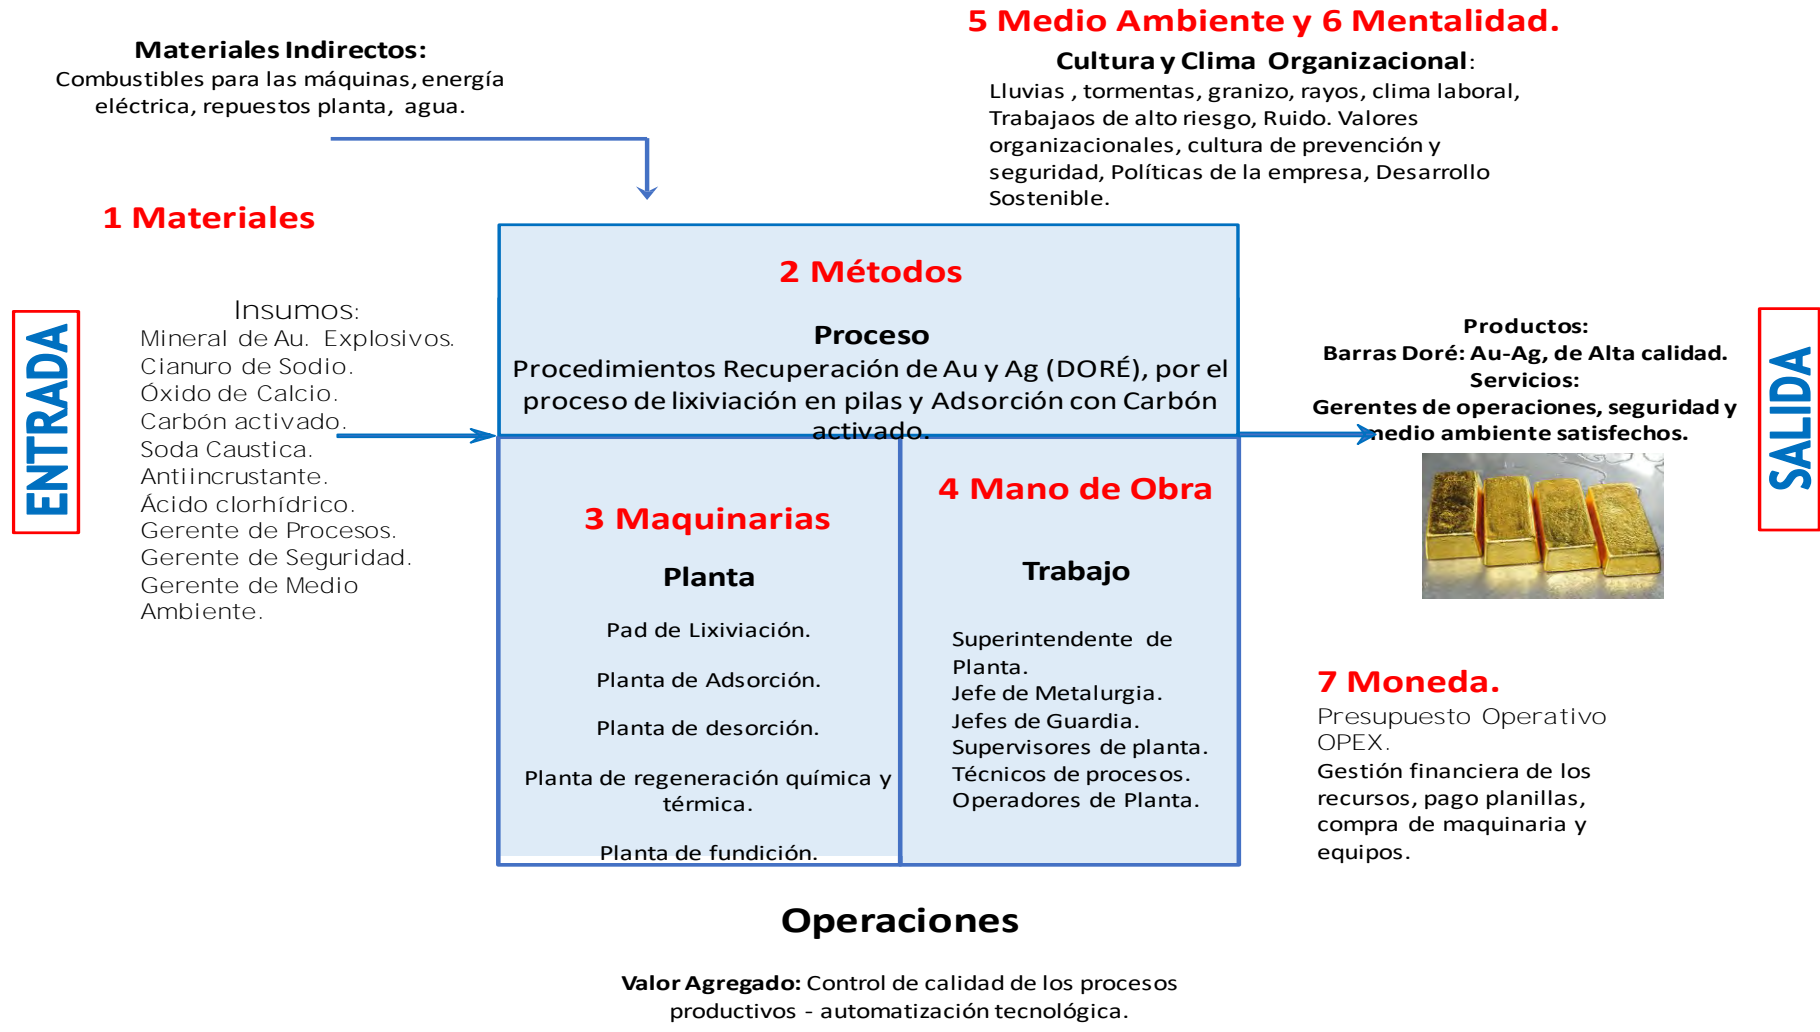 5 Medio Ambiente y 6 Mentalidad.
Materiales Indirectos:
Combustibles para las máquinas, energía
eléctrica, repuestos planta, agua.
Cultura y Clima Organizacional:
Lluvias , tormentas, granizo, rayos, clima laboral,
Trabajaos de alto riesgo, Ruido. Valores
organizacionales, cultura de prevención y
seguridad, Políticas de la empresa, Desarrollo
Sostenible.
1 Materiales
ENTRADA
Insumos:
Mineral de Au. Explosivos.
Cianuro de Sodio.
Óxido de Calcio.
Carbón activado.
Soda Caustica.
Antiincrustante.
Ácido clorhídrico.
Gerente de Procesos.
Gerente de Seguridad.
Gerente de Medio
Ambiente.
2 Métodos
Proceso
Procedimientos Recuperación de Au y Ag (DORÉ), por el
proceso de lixiviación en pilas y Adsorción con Carbón
activado.
3 Maquinarias
Planta
Pad de Lixiviación.
Planta de Adsorción.
Planta de desorción.
Planta de regeneración química y
térmica.
Planta de fundición.
4 Mano de Obra
Trabajo
Superintendente de
Planta.
Jefe de Metalurgia.
Jefes de Guardia.
Supervisores de planta.
Técnicos de procesos.
Operadores de Planta.
Productos:
Barras Doré: Au-Ag, de Alta calidad.
Servicios:
Gerentes de operaciones, seguridad y
medio ambiente satisfechos.
SALIDA
7 Moneda.
Presupuesto Operativo
OPEX.
Gestión financiera de los
recursos, pago planillas,
compra de maquinaria y
equipos.
Operaciones
Valor Agregado: Control de calidad de los procesos
productivos - automatización tecnológica.